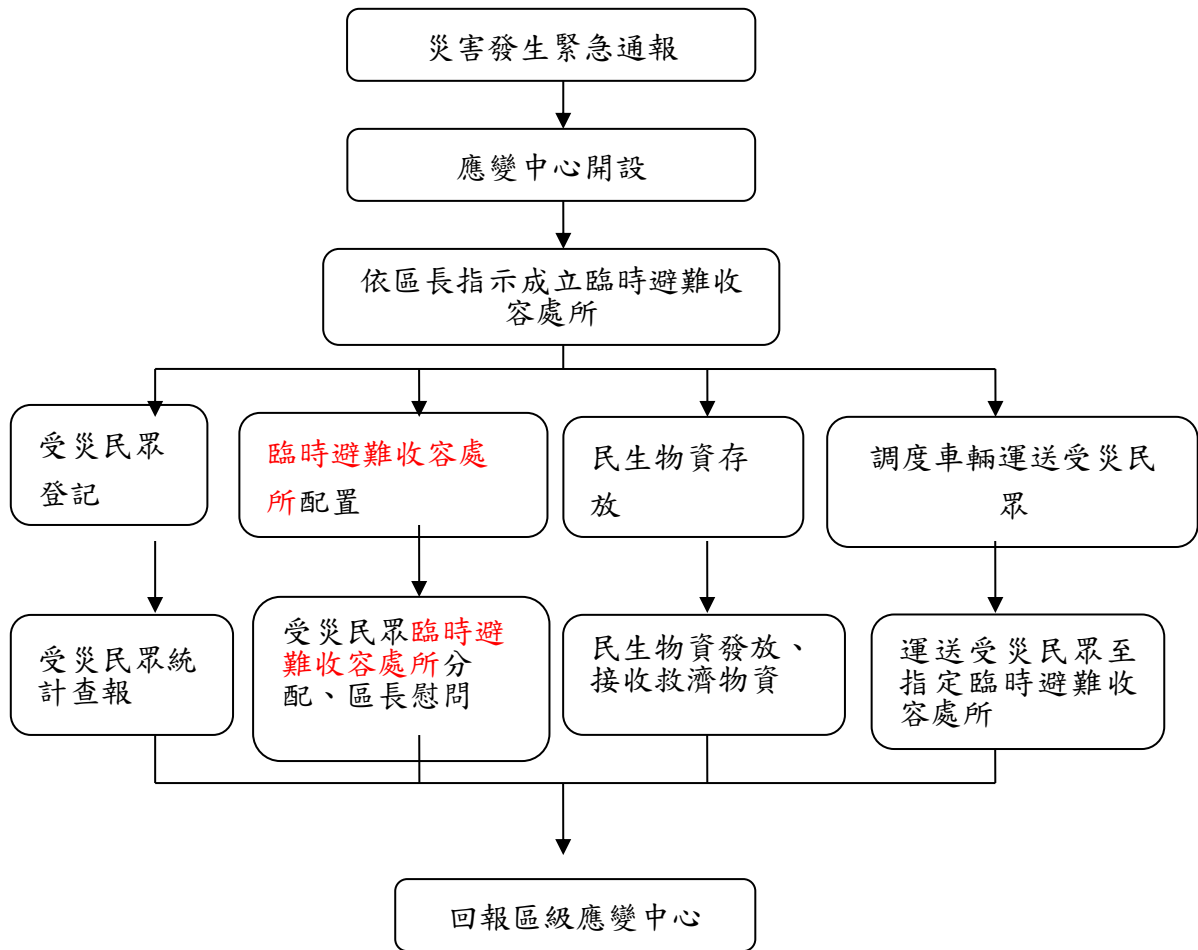 災害發生緊急通報
應變中心開設
依區長指示成立臨時避難收
容處所
受災民眾
登記
臨時避難收容處
所配置
民生物資存
放
調度車輛運送受災民
眾
受災民眾統
計查報
受災民眾臨時避
難收容處所分
配、區長慰問
民生物資發放、
接收救濟物資
運送受災民眾至
指定臨時避難收
容處所
回報區級應變中心